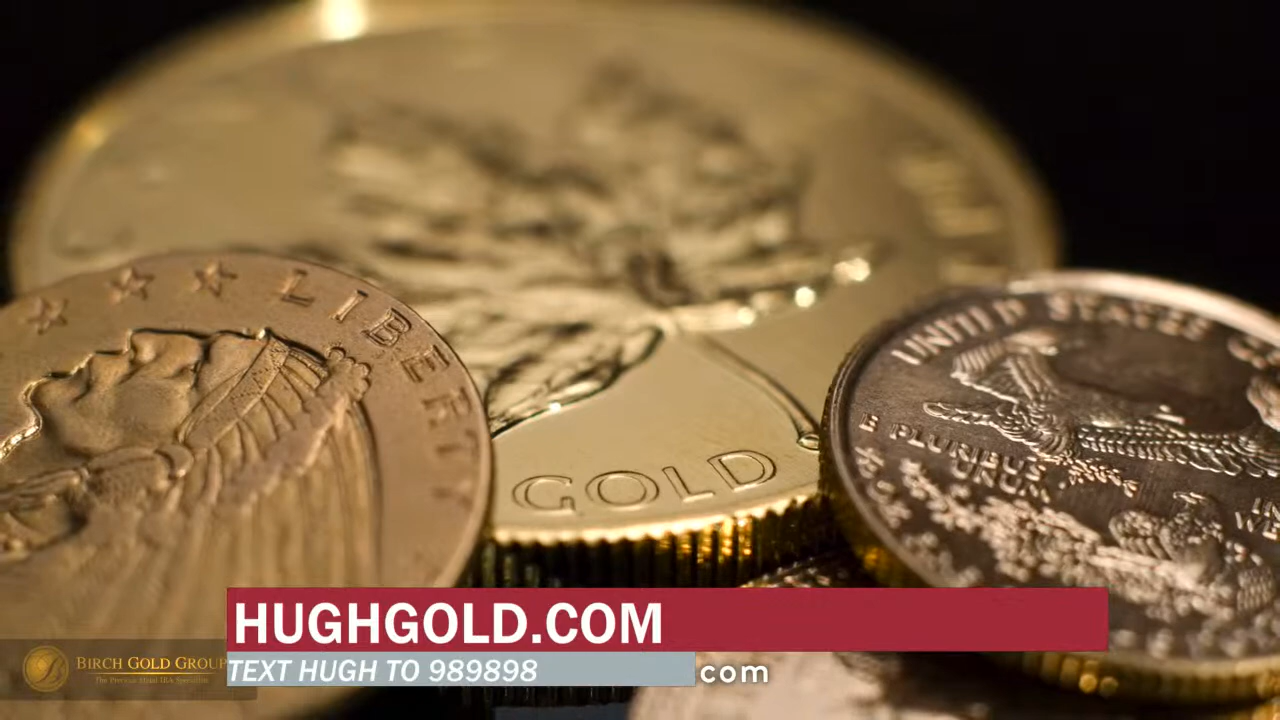 LIBERTY
GOLD
UNITED STATES
E PLURIBUS
UNUM
HUGHGOLD.COM
BIRCH GOLD GROUP
TEXT HUGH TO 989898
com